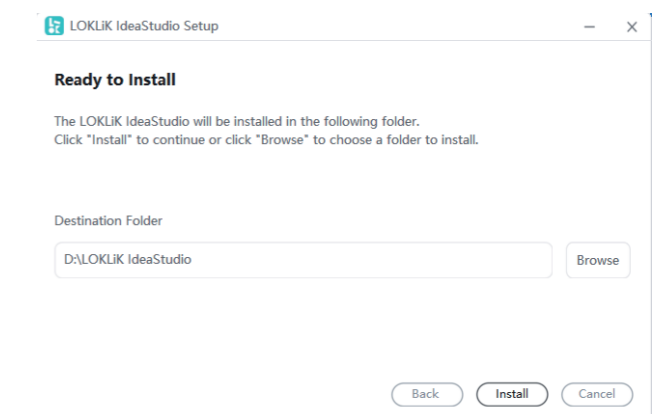 LOKLiK IdeaStudio Setup
Ready to Install
The LOKLiK IdeaStudio will be installed in the following folder.
Click "Install" to continue or click "Browse" to choose a folder to install.
Destination Folder
D:\LOKLiK IdeaStudio
Browse
Back
Install
Cancel